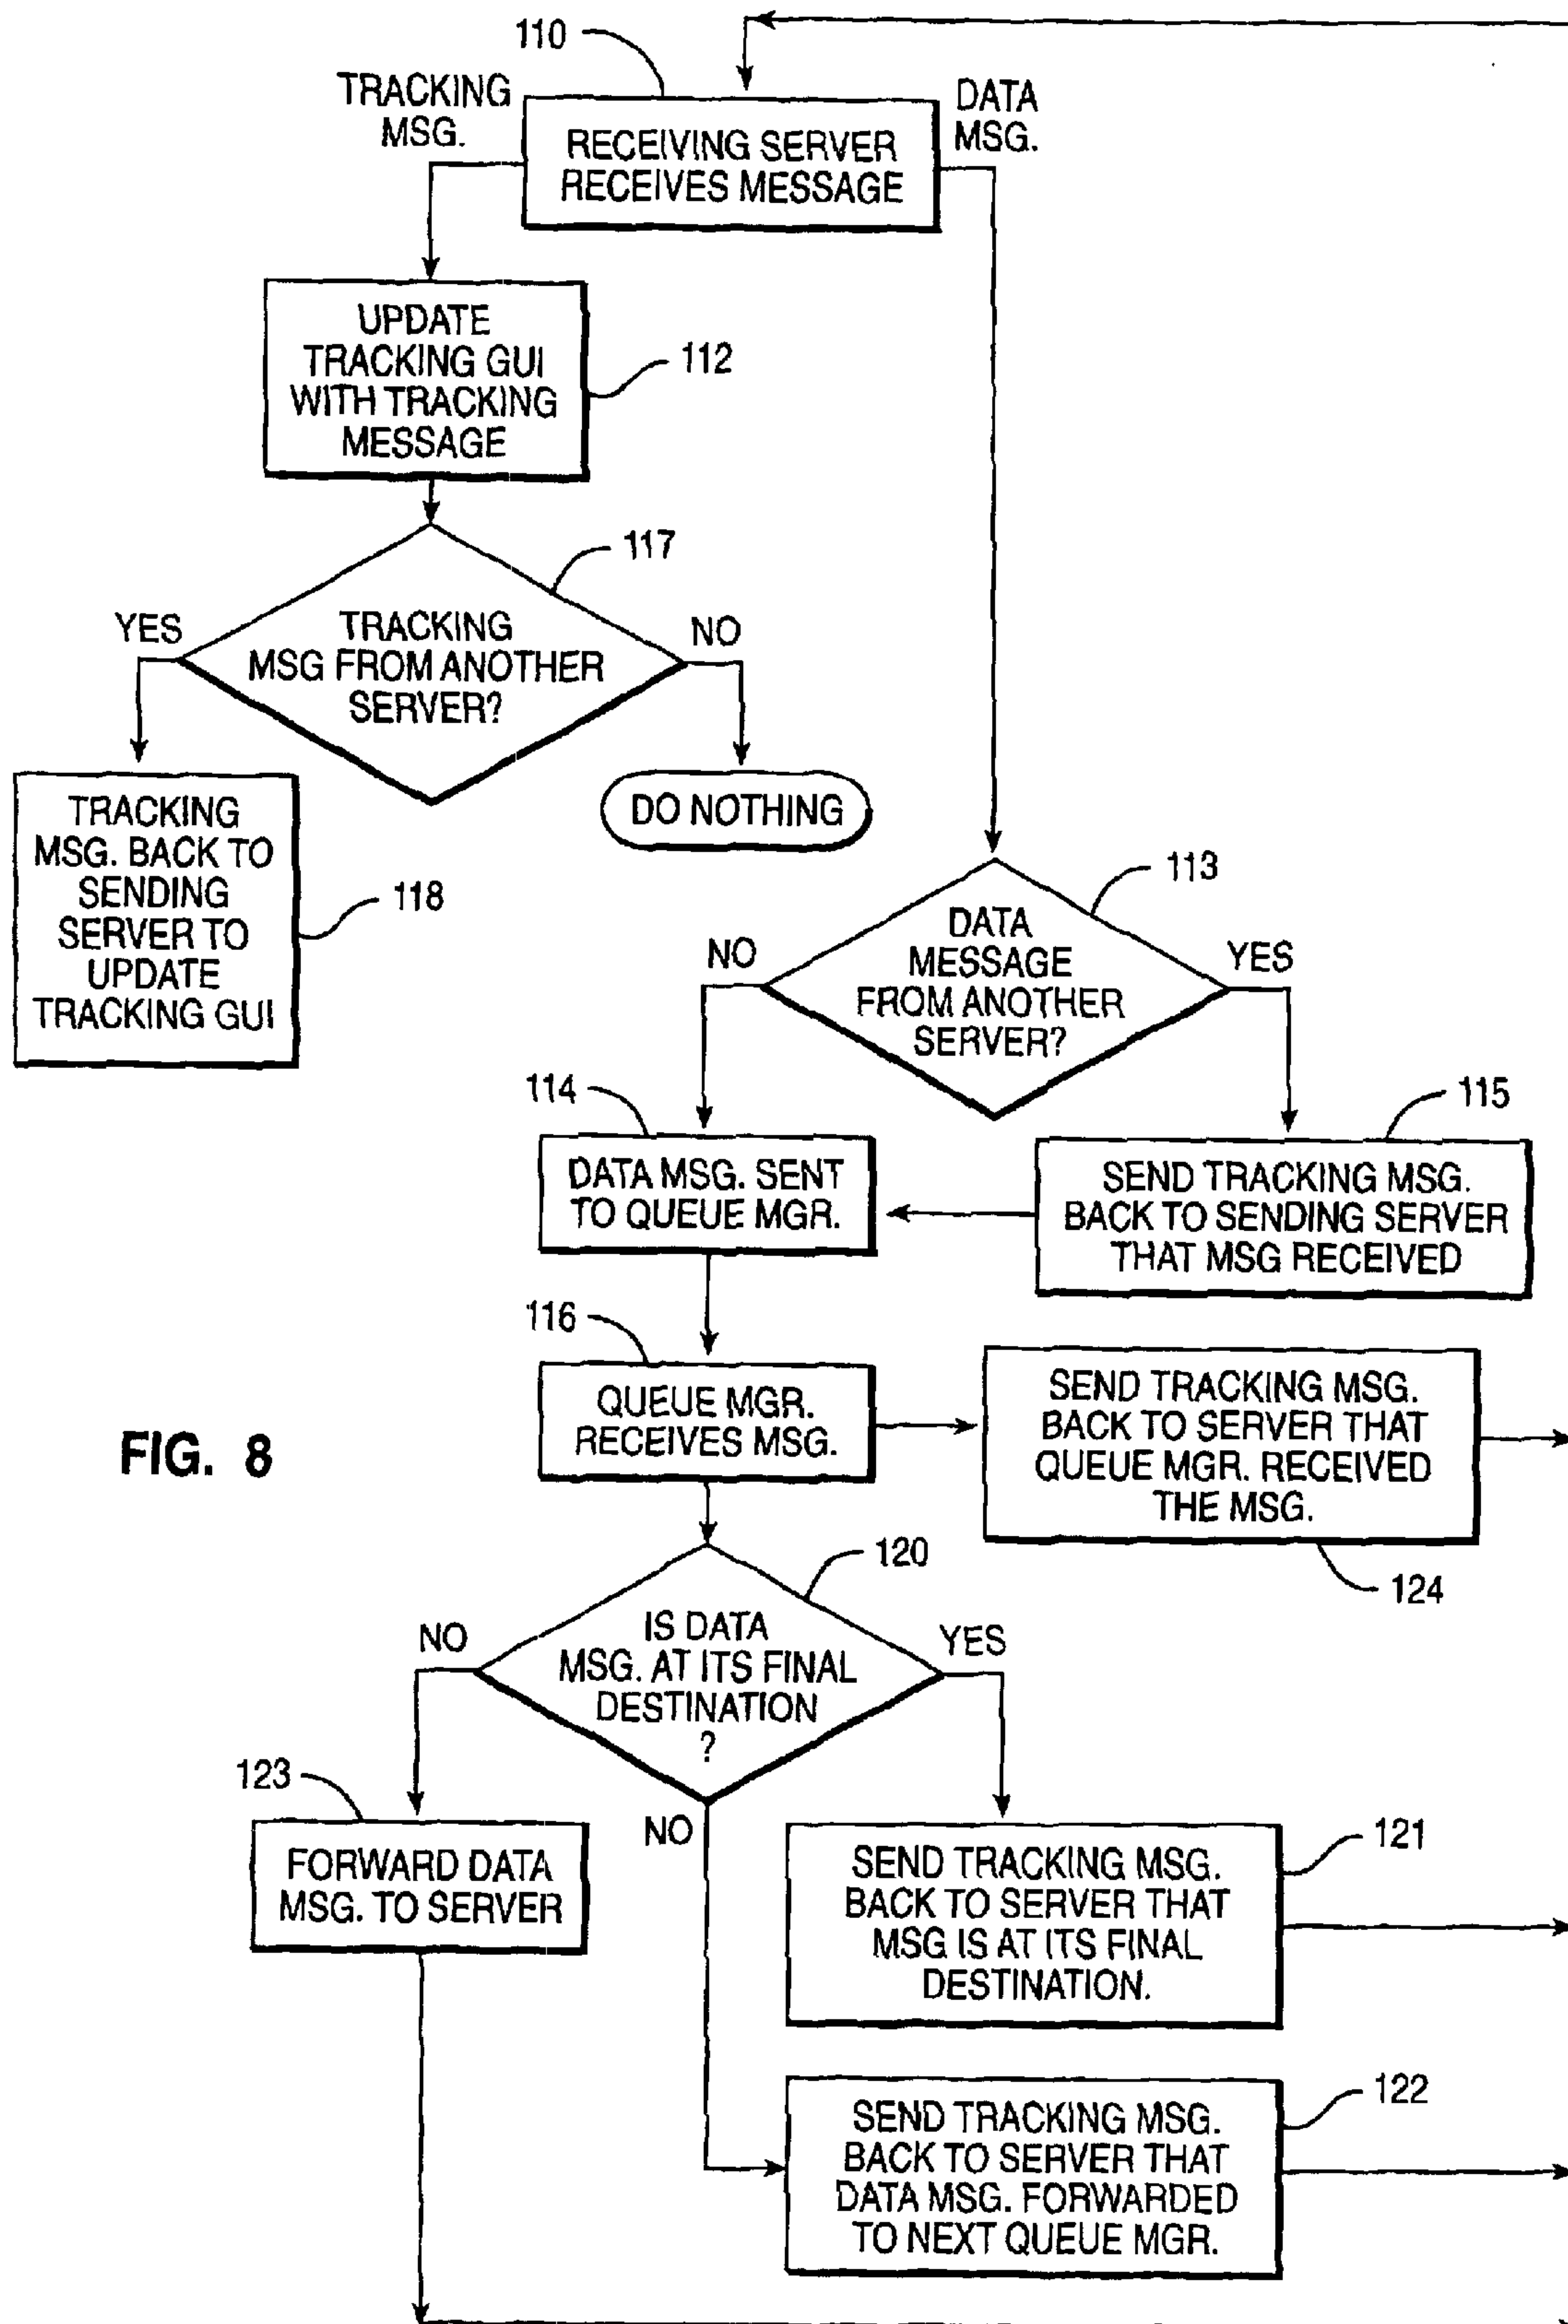 110
TRACKING
MSG.
DATA
MSG.
RECEIVING SERVER
RECEIVES MESSAGE
UPDATE
TRACKING GUI
WITH TRACKING
MESSAGE
112
117
YES
TRACKING
MSG FROM ANOTHER
SERVER?
NO
TRACKING
MSG. BACK TO
SENDING
SERVER TO
UPDATE
TRACKING GUI
118
DO NOTHING
113
NO
DATA
MESSAGE
FROM ANOTHER
SERVER?
YES
114
DATA MSG. SENT
TO QUEUE MGR.
115
SEND TRACKING MSG.
BACK TO SENDING SERVER
THAT MSG RECEIVED
116
QUEUE MGR.
RECEIVES MSG.
SEND TRACKING MSG.
BACK TO SERVER THAT
QUEUE MGR. RECEIVED
THE MSG.
124
FIG. 8
120
NO
IS DATA
MSG. AT ITS FINAL
DESTINATION
?
YES
123
FORWARD DATA
MSG. TO SERVER
NO
SEND TRACKING MSG.
BACK TO SERVER THAT
MSG IS AT ITS FINAL
DESTINATION.
121
SEND TRACKING MSG.
BACK TO SERVER THAT
DATA MSG. FORWARDED
TO NEXT QUEUE MGR.
122